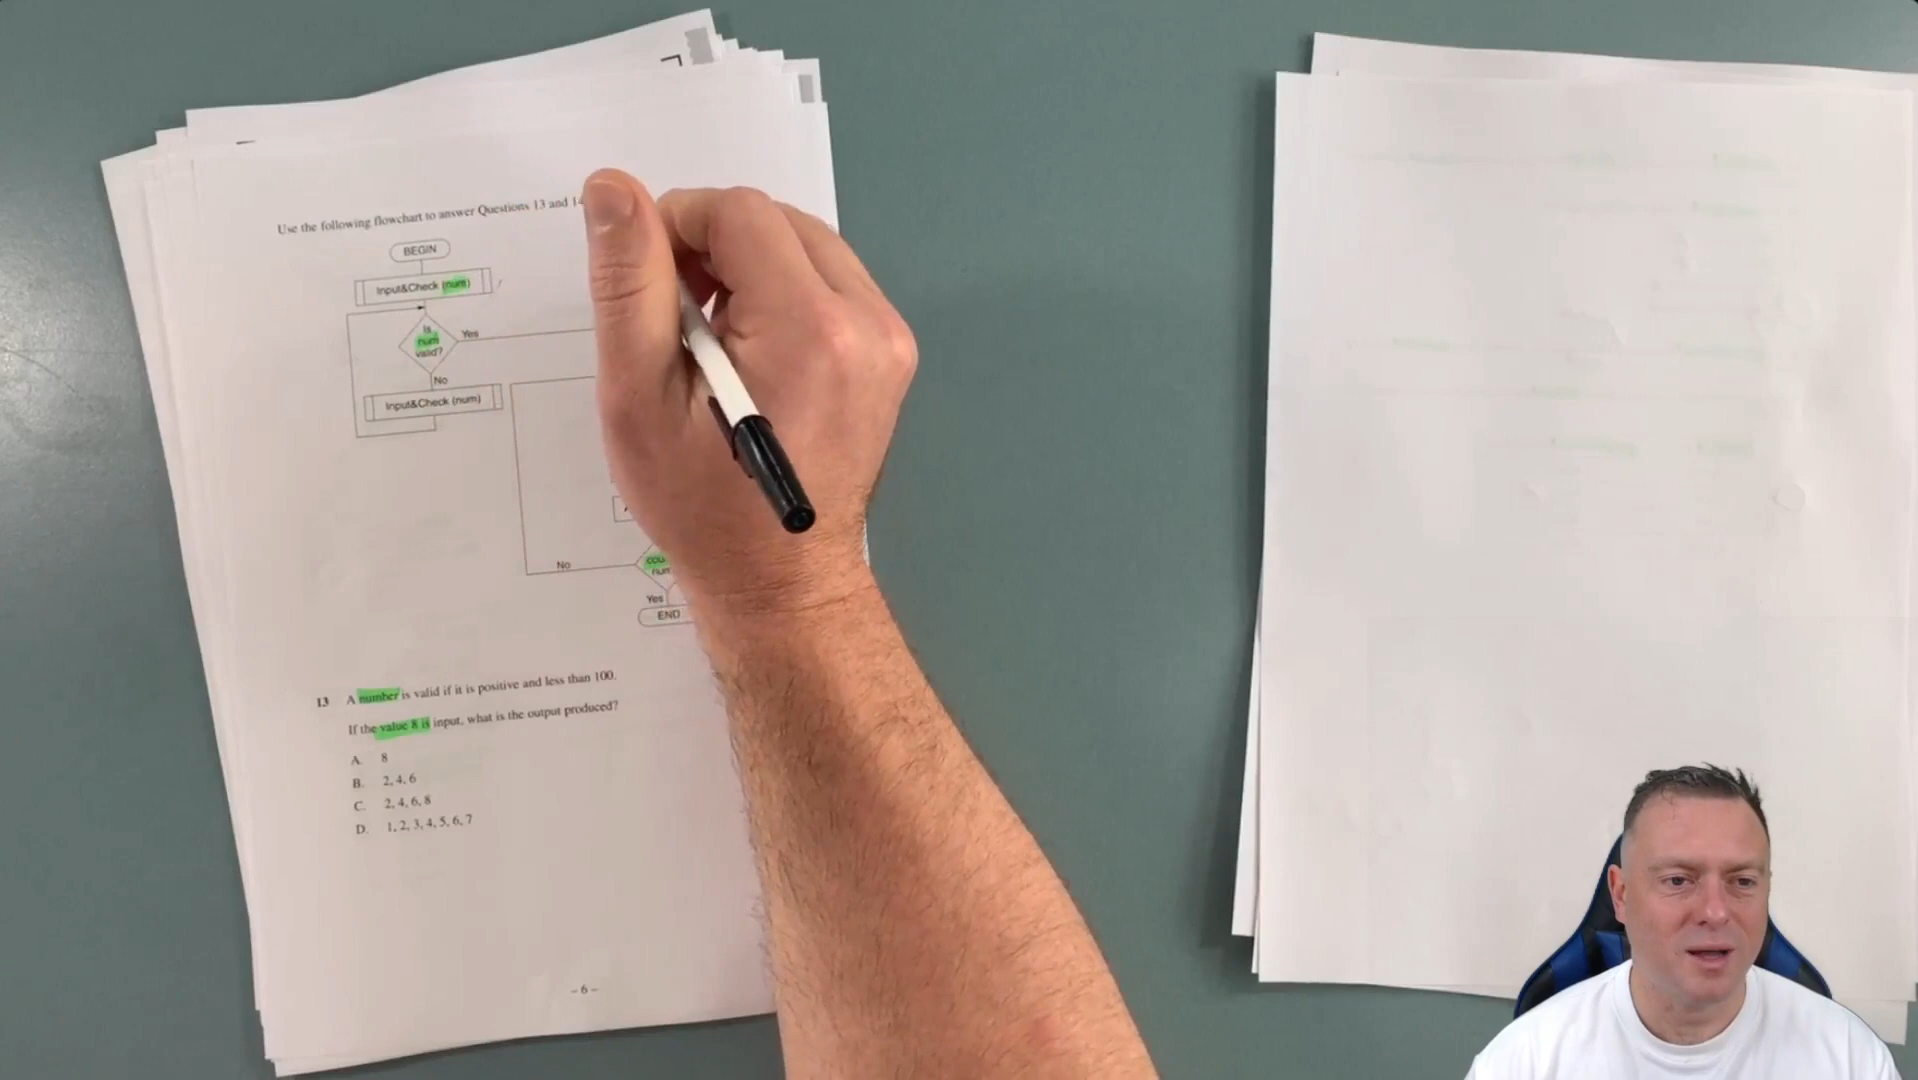 Use the following flowchart to answer Questions 13 and 14
BEGIN
Input&Check (num)
Is
num
valid?
Yes
No
Input&Check (num)
No
Yes
END
13 A number is valid if it is positive and less than 100.
If the value 8 is input, what is the output produced?
A. 8
B. 2, 4, 6
C. 2, 4, 6, 8
D. 1, 2, 3, 4, 5, 6, 7
– 6 –